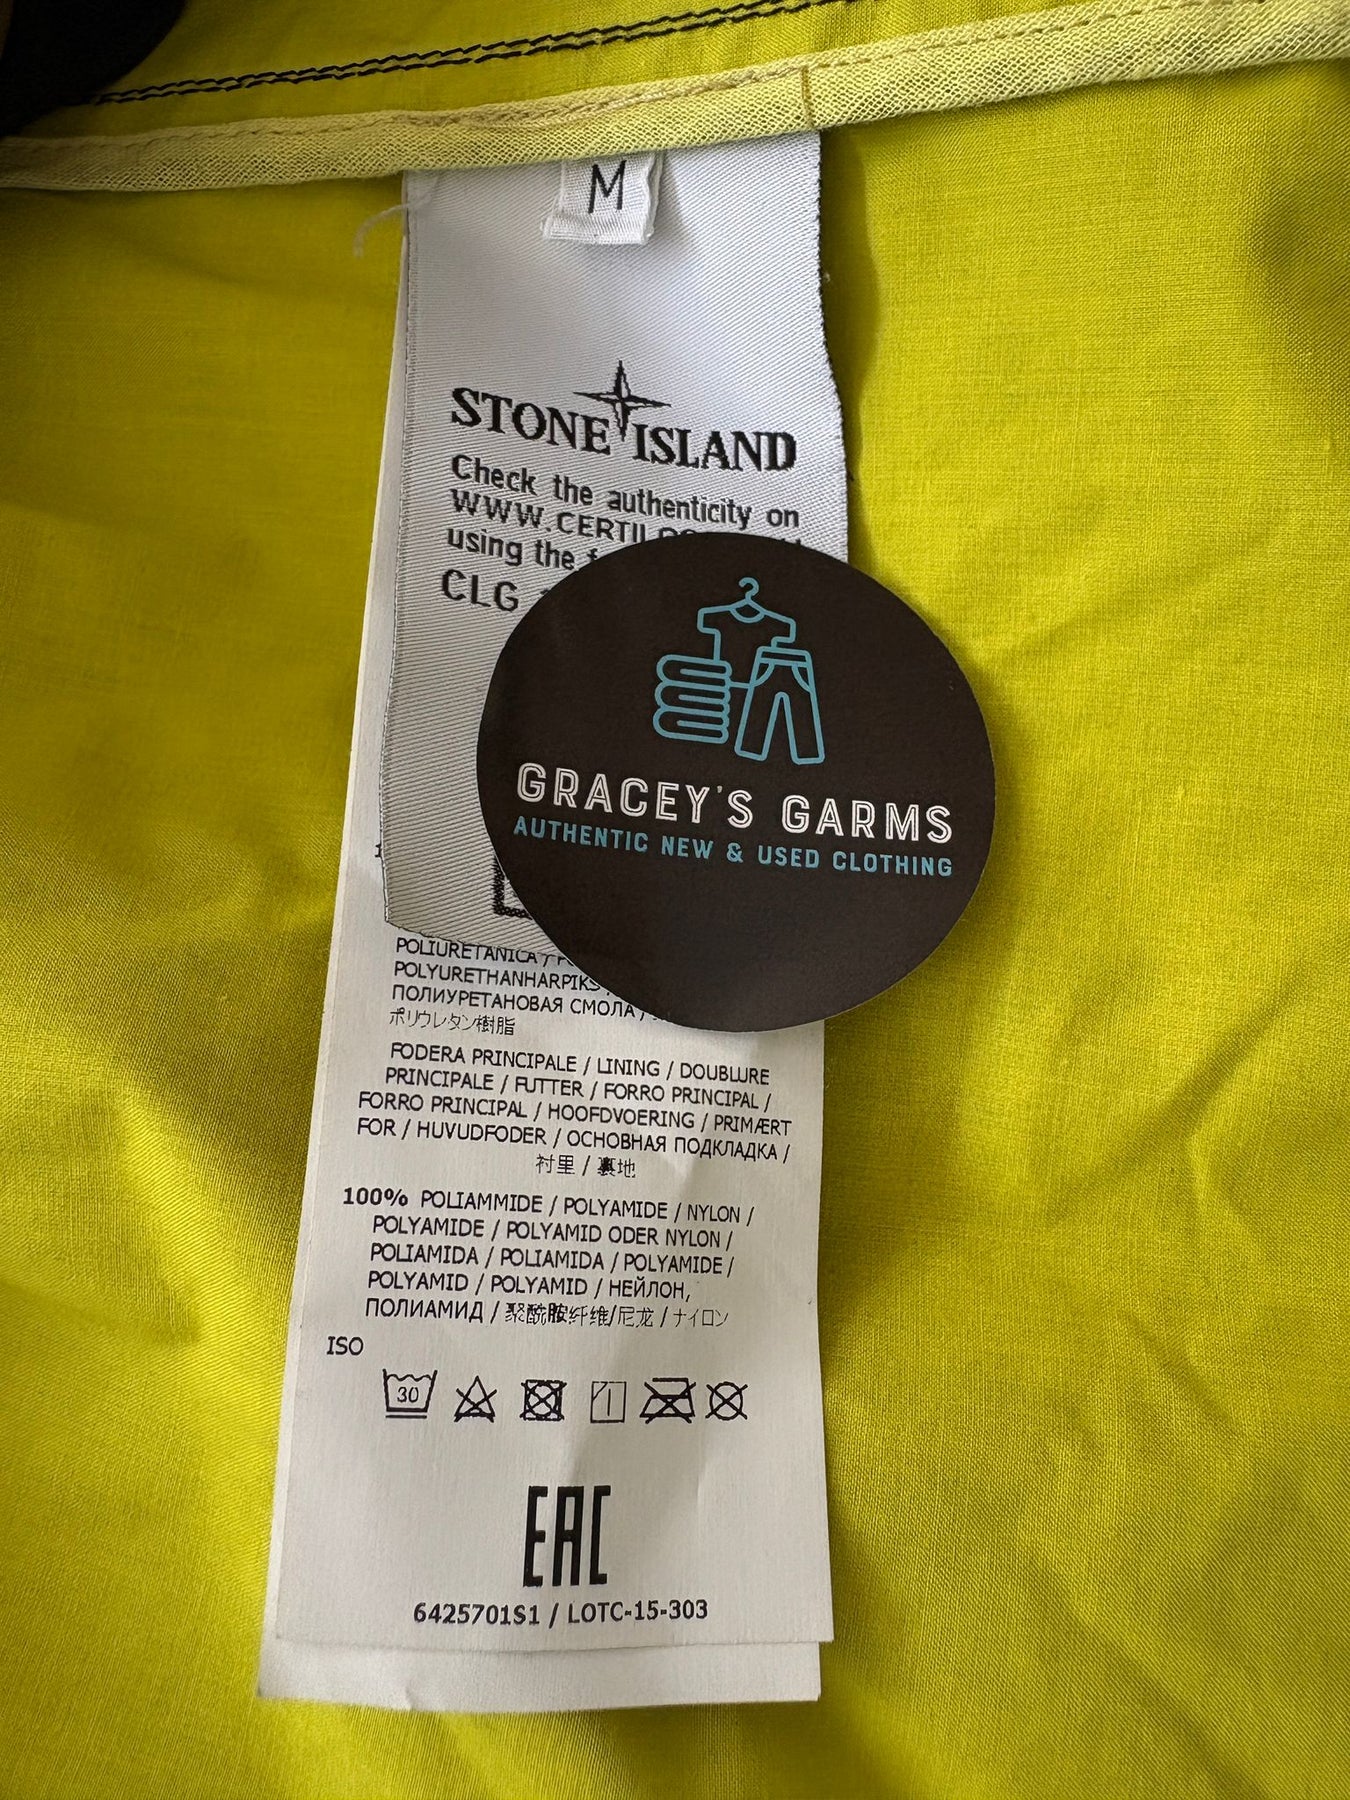 M
STONE ISLAND
Check the authenticity on
using the
CLG
GRACEY'S GARMS
AUTHENTIC NEW & USED CLOTHING
POLIURETANICA /
POLYURETHANHARPIKS
ПОЛИУРЕТАНОВАЯ СМОЛА /
ポリウレタン樹脂
FODERA PRINCIPALE / LINING / DOUBLURE
PRINCIPALE / FUTTER / FORRO PRINCIPAL /
FORRO PRINCIPAL / HOOFDVOERING / PRIMÆRT
FOR / HUVUDFODER / ОСНОВНАЯ ПОДКЛАДКА /
衬里 / 裏地
100% POLIAMMIDE / POLYAMIDE / NYLON /
POLYAMIDE / POLYAMID ODER NYLON /
POLIAMIDA / POLIAMIDA / POLYAMIDE /
POLYAMID / POLYAMID / НЕЙЛОН,
ПОЛИАМИД / 聚酰胺纤维/尼龙 / ナイロン
ISO
30
EAC
6425701S1 / LOTC-15-303